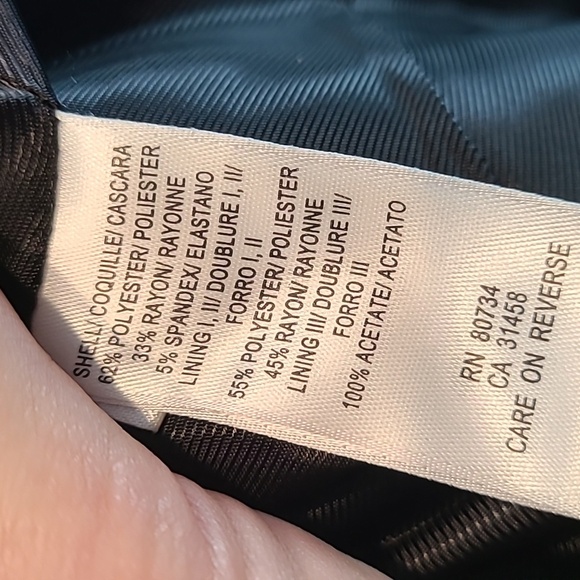 SHELL/ COQUILLE/ CASCARA
62% POLYESTER/ POLIESTER
33% RAYON/ RAYONNE
5% SPANDEX/ ELASTANO
LINING I, II/ DOUBLURE I, II/
FORRO I, II
55% POLYESTER/ POLIESTER
45% RAYON/ RAYONNE
LINING III/ DOUBLURE III/
FORRO III
100% ACETATE/ ACETATO
RN 80734
CA 31458
CARE ON REVERSE